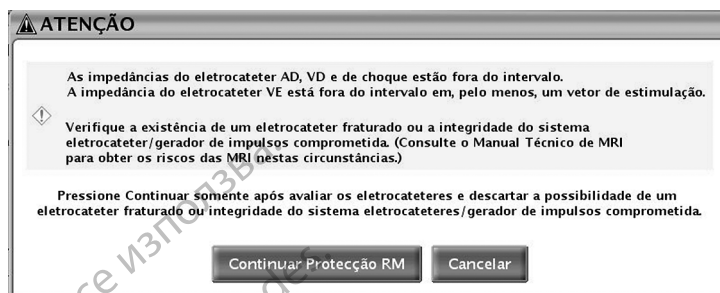 ATENÇÃO
As impedâncias do eletrocateter AD, VD e de choque estão fora do intervalo.
A impedância do eletrocateter VE está fora do intervalo em, pelo menos, um vetor de estimulação.
Verifique a existência de um eletrocateter fraturado ou a integridade do sistema
eletrocateter/gerador de impulsos comprometida. (Consulte o Manual Técnico de MRI
para obter os riscos das MRI nestas circunstâncias.)
Pressione Continuar somente após avaliar os eletrocateteres e descartar a possibilidade de um
eletrocateter fraturado ou integridade do sistema eletrocateteres/gerador de impulsos comprometida.
Continuar Protecção RM
Cancelar